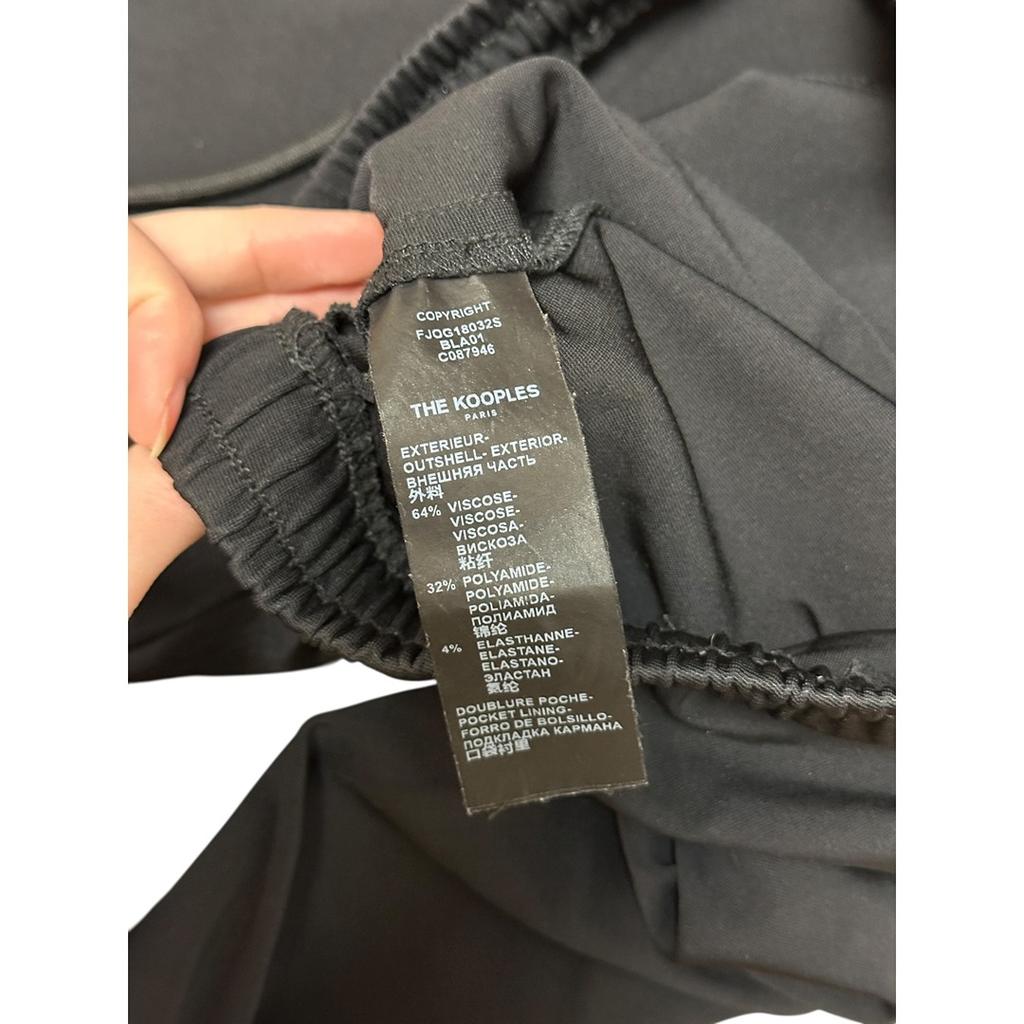 COPYRIGHT
FJOG18032S
BLA01
C087946
THE KOOPLES
PARIS
EXTERIEUR-
OUTSHELL- EXTERIOR-
ВНЕШНЯЯ ЧАСТЬ
外料
64% VISCOSE-
VISCOSE-
VISCOSA-
ВИСКОЗА
粘纤
32% POLYAMIDE-
POLYAMIDE-
POLIAMIDA-
ПОЛИАМИД
锦纶
4% ELASTHANNE-
ELASTANE-
ELASTANO-
ЭЛАСТАН
氨纶
DOUBLURE POCHE-
POCKET LINING-
FORRO DE BOLSILLO-
ПОДКЛАДКА КАРМАНА
口袋衬里